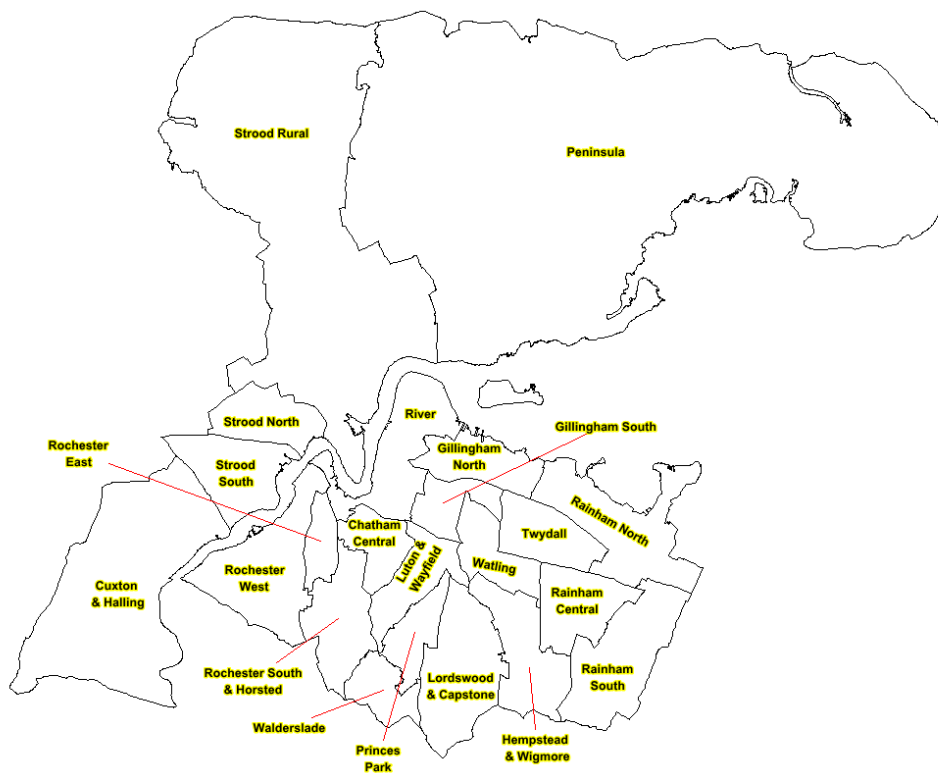 Strood Rural
Peninsula
Strood North
River
Gillingham South
Rochester
East
Gillingham
North
Strood
South
Rainham North
Chatham
Central
Twydall
Luton &
Wayfield
Watling
Rochester
West
Cuxton
& Halling
Rainham
Central
Rochester South
& Horsted
Lordswood
& Capstone
Rainham
South
Walderslade
Princes
Park
Hempstead
& Wigmore